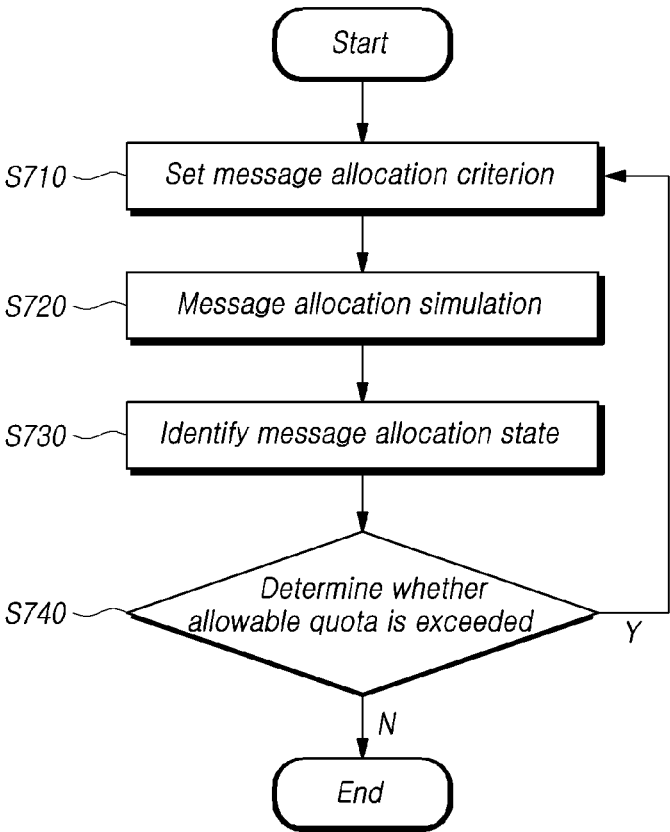 Start
S710
Set message allocation criterion
S720
Message allocation simulation
S730
Identify message allocation state
S740
Determine whether
allowable quota is exceeded
Y
N
End